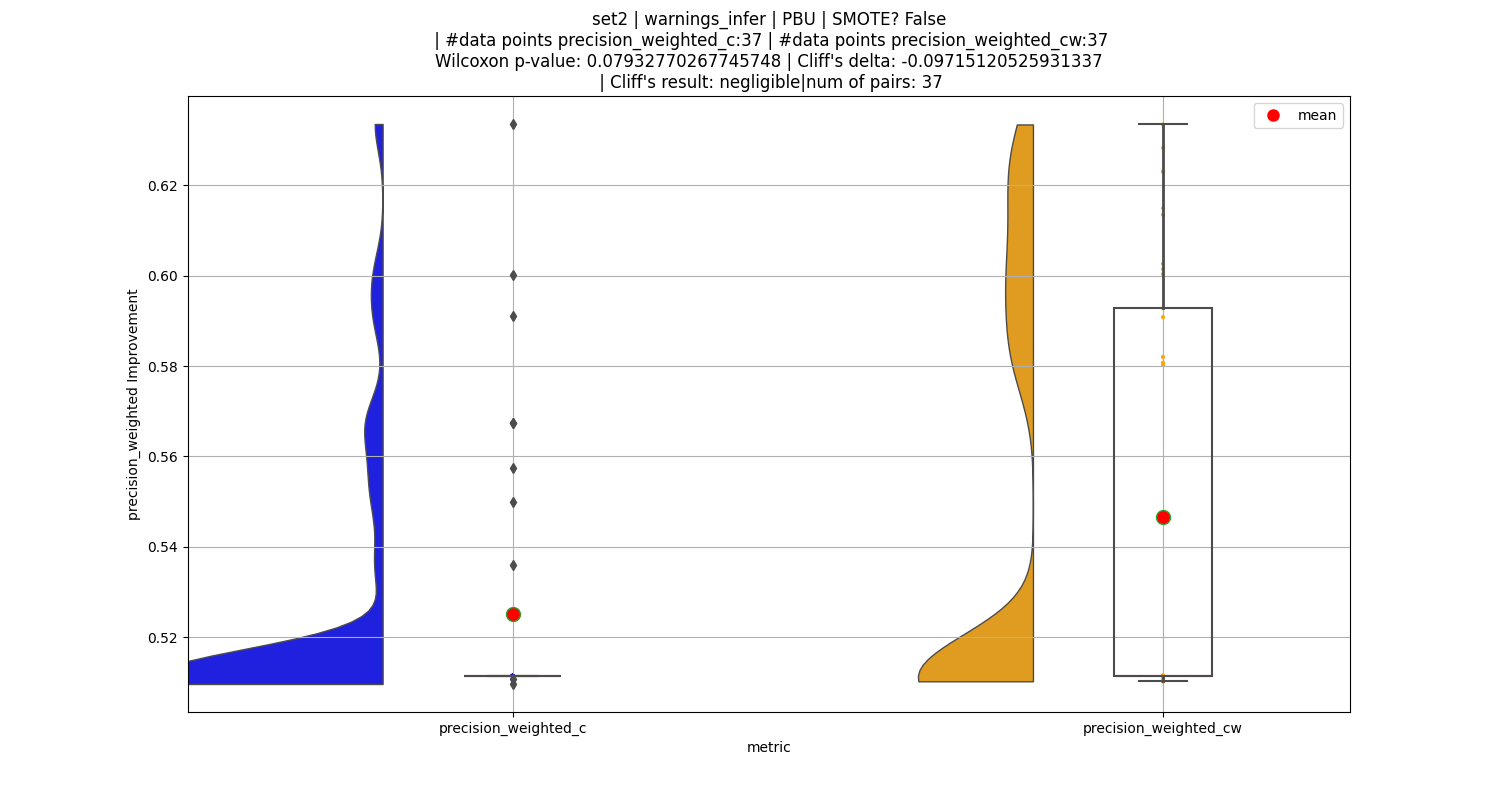 set2 | warnings_infer | PBU | SMOTE? False
| #data points precision_weighted_c:37 | #data points precision_weighted_cw:37
Wilcoxon p-value: 0.07932770267745748 | Cliff's delta: -0.09715120525931337
| Cliff's result: negligible|num of pairs: 37
mean
0.62
0.60
0.58
0.56
0.54
0.52
precision_weighted Improvement
precision_weighted_c
precision_weighted_cw
metric